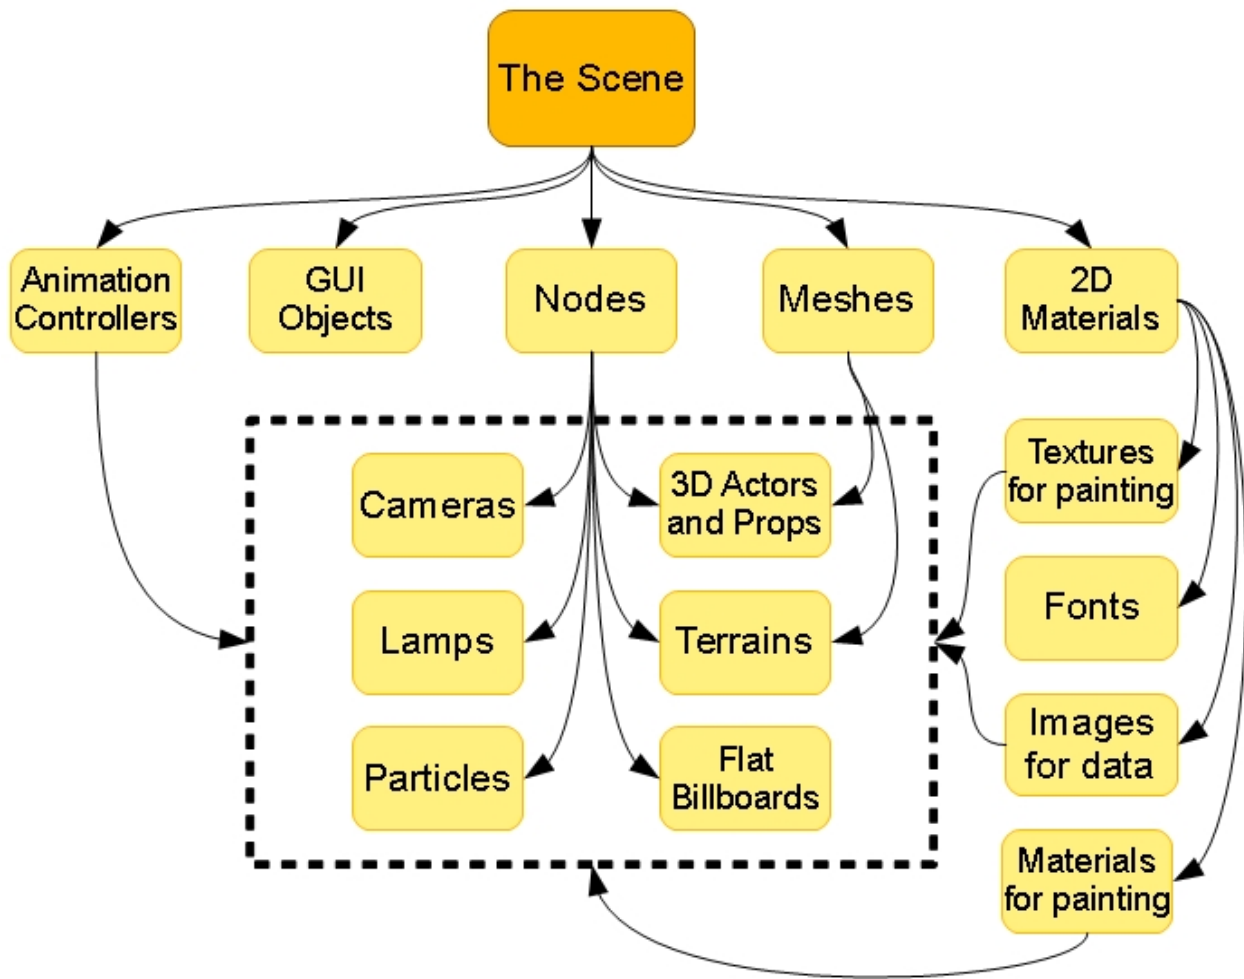 The Scene
Animation
Controllers
GUI
Objects
Nodes
Meshes
2D
Materials
Cameras
3D Actors
and Props
Textures
for painting
Lamps
Terrains
Fonts
Particles
Flat
Billboards
Images
for data
Materials
for painting